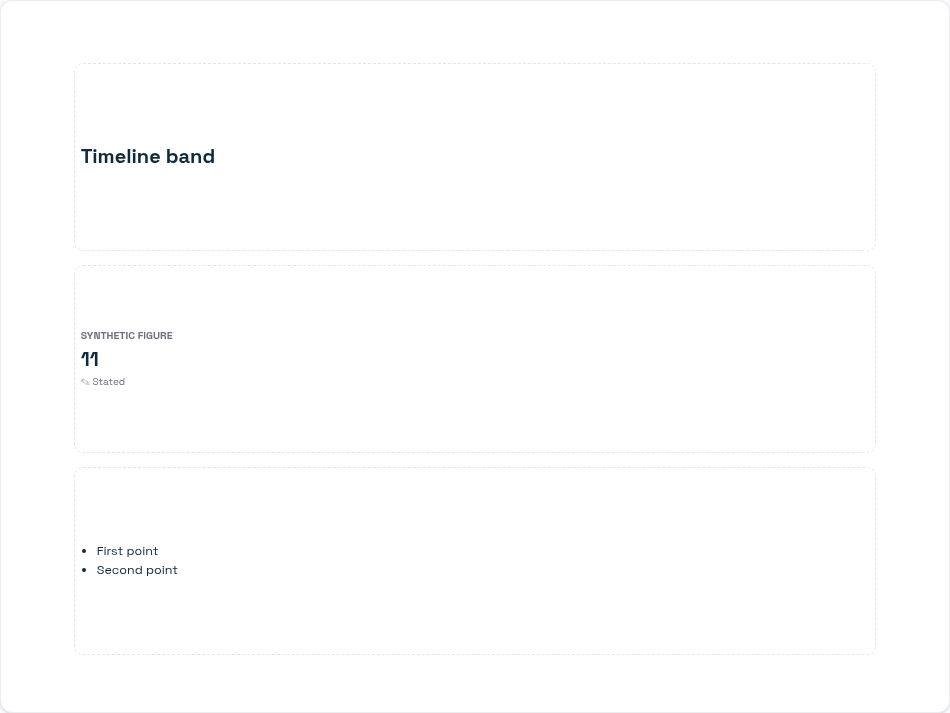 Timeline band
SYNTHETIC FIGURE
11
✎ Stated
• First point
• Second point